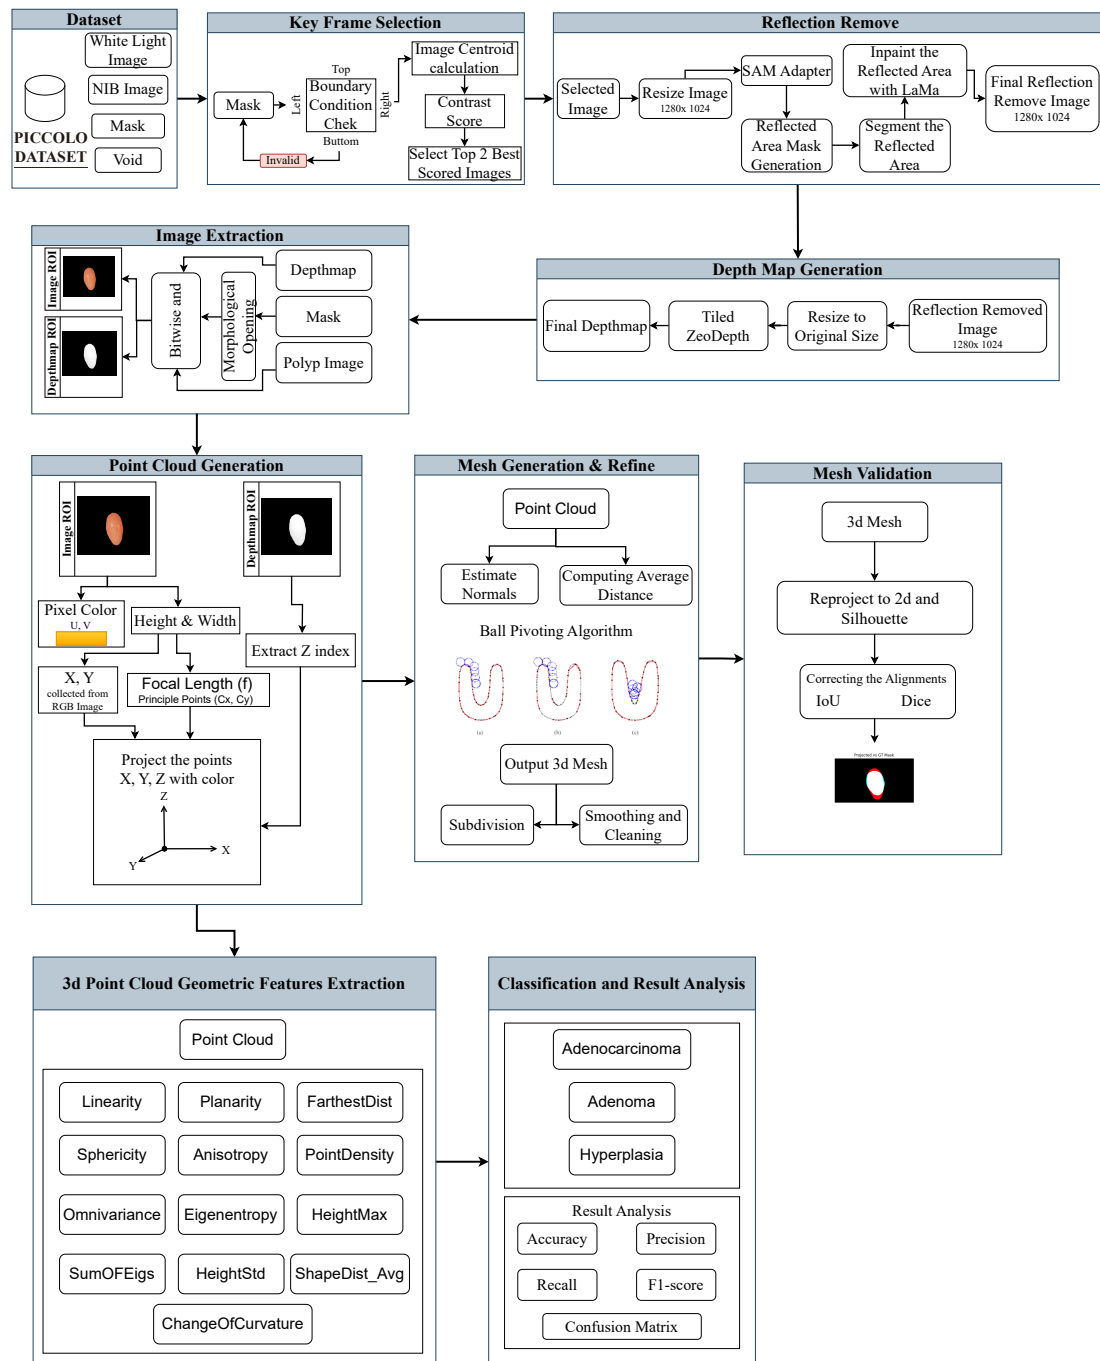 Dataset
White Light
Image
NIB Image
PICCOLO
DATASET
Mask
Void
Key Frame Selection
Mask
Top
Left
Boundary
Condition
Chek
Right
Buttom
Invalid
Image Centroid
calculation
Contrast
Score
Select Top 2 Best
Scored Images
Reflection Remove
Selected
Image
Resize Image
1280x 1024
SAM Adapter
Reflected
Area Mask
Generation
Segment the
Reflected
Area
Inpaint the
Reflected Area
with LaMa
Final Reflection
Remove Image
1280x 1024
Depth Map Generation
Reflection Removed
Image
1280x 1024
Resize to
Original Size
Tiled
ZeoDepth
Final Depthmap
Image Extraction
Depthmap
Mask
Polyp Image
Morphological
Opening
Bitwise and
Image ROI
Depthmap ROI
Point Cloud Generation
Image ROI
Depthmap ROI
Pixel Color
U, V
Height & Width
Extract Z index
X, Y
collected from
RGB Image
Focal Length (f)
Principle Points (Cx, Cy)
Project the points
X, Y, Z with color
Z
X
Y
Mesh Generation & Refine
Point Cloud
Estimate
Normals
Computing Average
Distance
Ball Pivoting Algorithm
(a)
(b)
(c)
Output 3d Mesh
Subdivision
Smoothing and
Cleaning
Mesh Validation
3d Mesh
Reproject to 2d and
Silhouette
Correcting the Alignments
IoU Dice
Projected vs GT Mask
3d Point Cloud Geometric Features Extraction
Point Cloud
Linearity
Planarity
FarthestDist
Sphericity
Anisotropy
PointDensity
Omnivariance
Eigenentropy
HeightMax
SumOFEigs
HeightStd
ShapeDist_Avg
ChangeOfCurvature
Classification and Result Analysis
Adenocarcinoma
Adenoma
Hyperplasia
Result Analysis
Accuracy
Precision
Recall
F1-score
Confusion Matrix